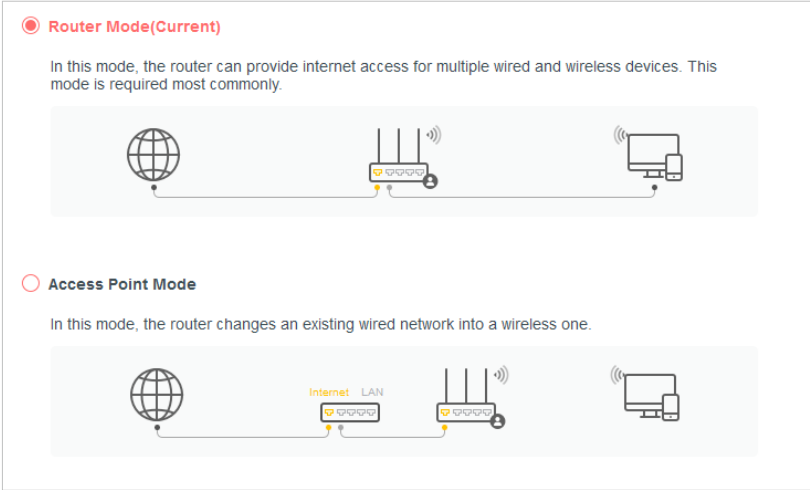 Router Mode(Current)
In this mode, the router can provide internet access for multiple wired and wireless devices. This
mode is required most commonly.
Access Point Mode
In this mode, the router changes an existing wired network into a wireless one.
Internet LAN